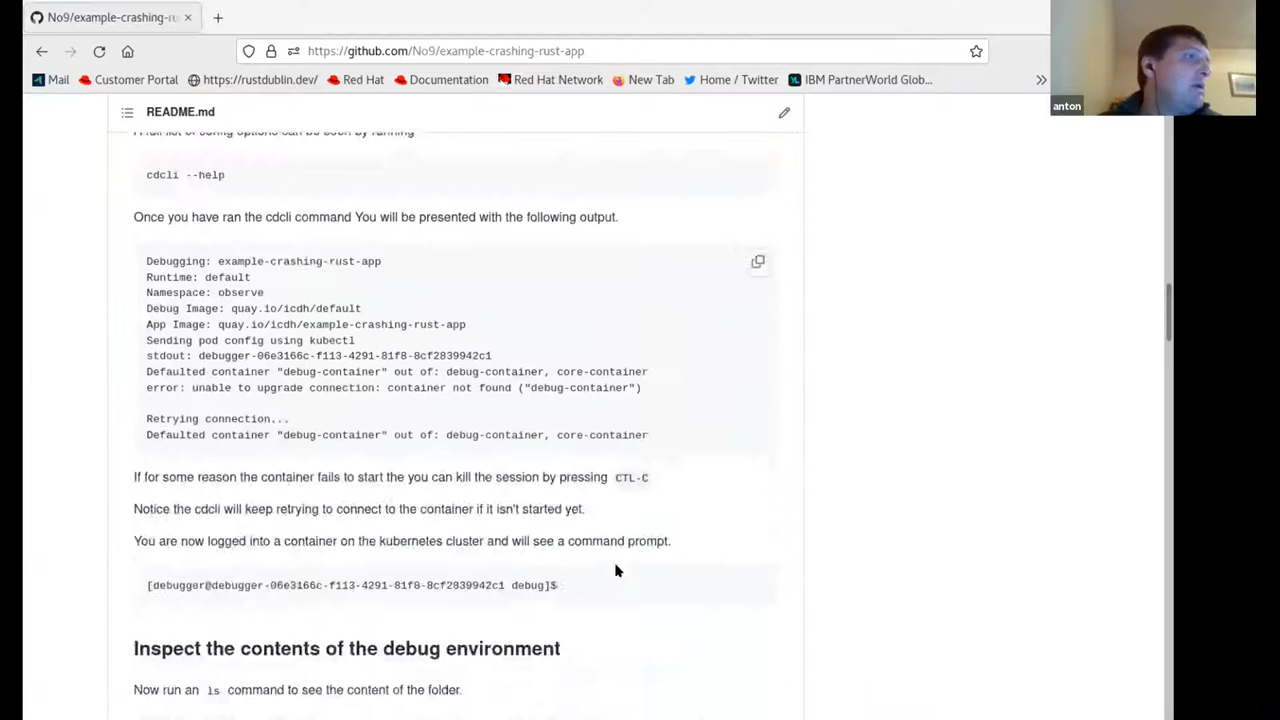 No9/example-crashing-ru
https://github.com/No9/example-crashing-rust-app
Mail Customer Portal https://rustdublin.dev/ Red Hat Documentation Red Hat Network New Tab Home / Twitter IBM PartnerWorld Glob...
anton
README.md
A full list of config options can be seen by running
cdcli --help
Once you have ran the cdcli command You will be presented with the following output.
Debugging: example-crashing-rust-app
Runtime: default
Namespace: observe
Debug Image: quay.io/icdh/default
App Image: quay.io/icdh/example-crashing-rust-app
Sending pod config using kubectl
stdout: debugger-06e3166c-f113-4291-81f8-8cf2839942c1
Defaulted container "debug-container" out of: debug-container, core-container
error: unable to upgrade connection: container not found ("debug-container")
Retrying connection...
Defaulted container "debug-container" out of: debug-container, core-container
If for some reason the container fails to start the you can kill the session by pressing CTL-C
Notice the cdcli will keep retrying to connect to the container if it isn't started yet.
You are now logged into a container on the kubernetes cluster and will see a command prompt.
[debugger@debugger-06e3166c-f113-4291-81f8-8cf2839942c1 debug]$
Inspect the contents of the debug environment
Now run an ls command to see the content of the folder.